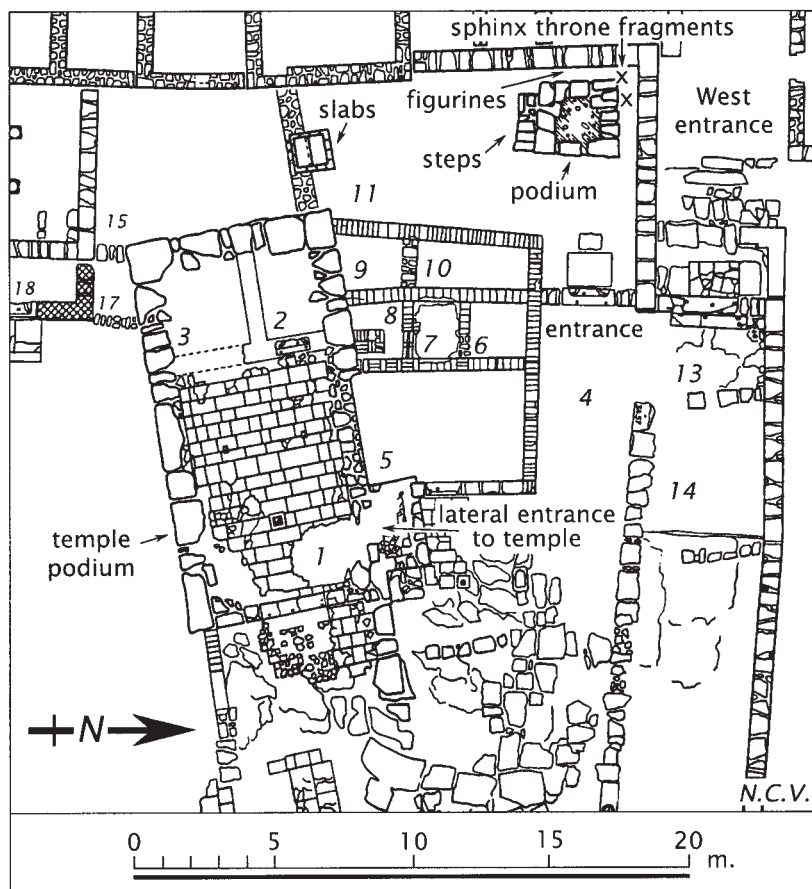 sphinx throne fragments
x
figurines
x
West
entrance
slabs
steps
podium
11
15
9
10
18
17
8
entrance
3
2
7
6
13
4
5
14
lateral entrance
to temple
temple
podium
1
N
N.C.V.
0
5
10
15
20
m.